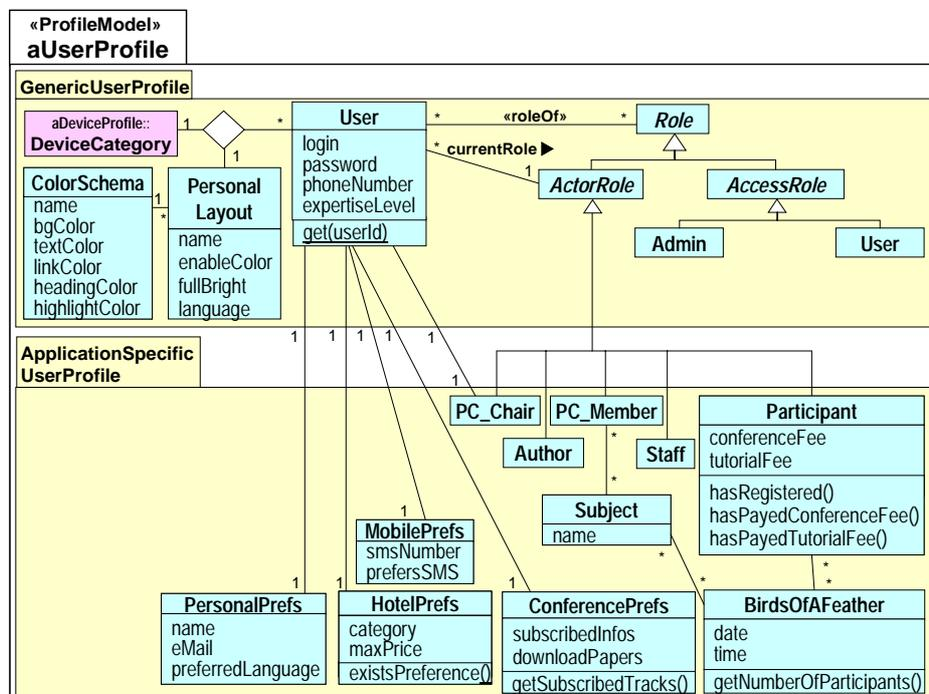 «ProfileModel»
aUserProfile
GenericUserProfile
aDeviceProfile::
DeviceCategory
1
*
1
ColorSchema
name
bgColor
textColor
linkColor
headingColor
highlightColor
1
*
Personal
Layout
name
enableColor
fullBright
language
User
login
password
phoneNumber
expertiseLevel
get(userId)
* «roleOf» *
* currentRole ▶
1
Role
ActorRole
AccessRole
Admin
User
1
1
1
1
1
ApplicationSpecific
UserProfile
1
PC_Chair
PC_Member
Author
Staff
*
*
Subject
name
*
*
Participant
conferenceFee
tutorialFee
hasRegistered()
hasPayedConferenceFee()
hasPayedTutorialFee()
*
*
1
MobilePrefs
smsNumber
prefersSMS
1
PersonalPrefs
name
eMail
preferredLanguage
1
HotelPrefs
category
maxPrice
existsPreference()
1
ConferencePrefs
subscribedInfos
downloadPapers
getSubscribedTracks()
BirdsOfAFeather
date
time
getNumberOfParticipants()